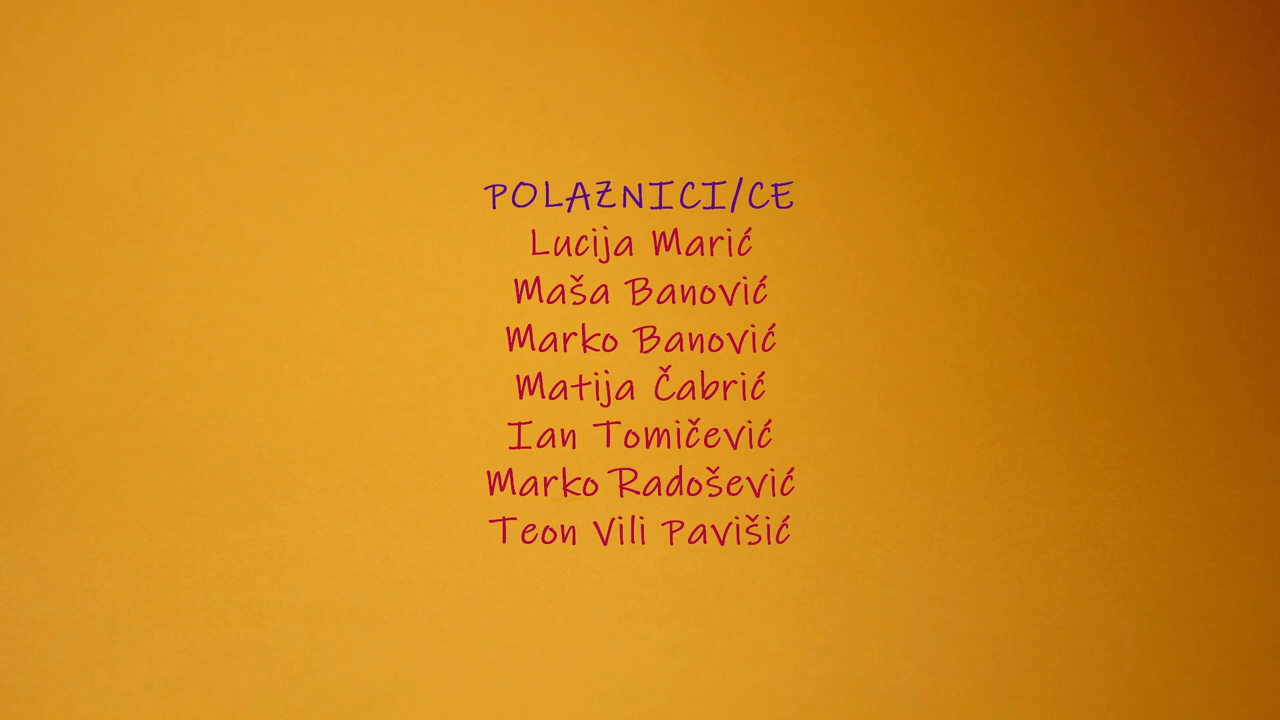 POLAZNICI/CE
Lucija Marić
Maša Banović
Marko Banović
Matija Čabrić
Ian Tomičević
Marko Radošević
Teon Vili Pavišić